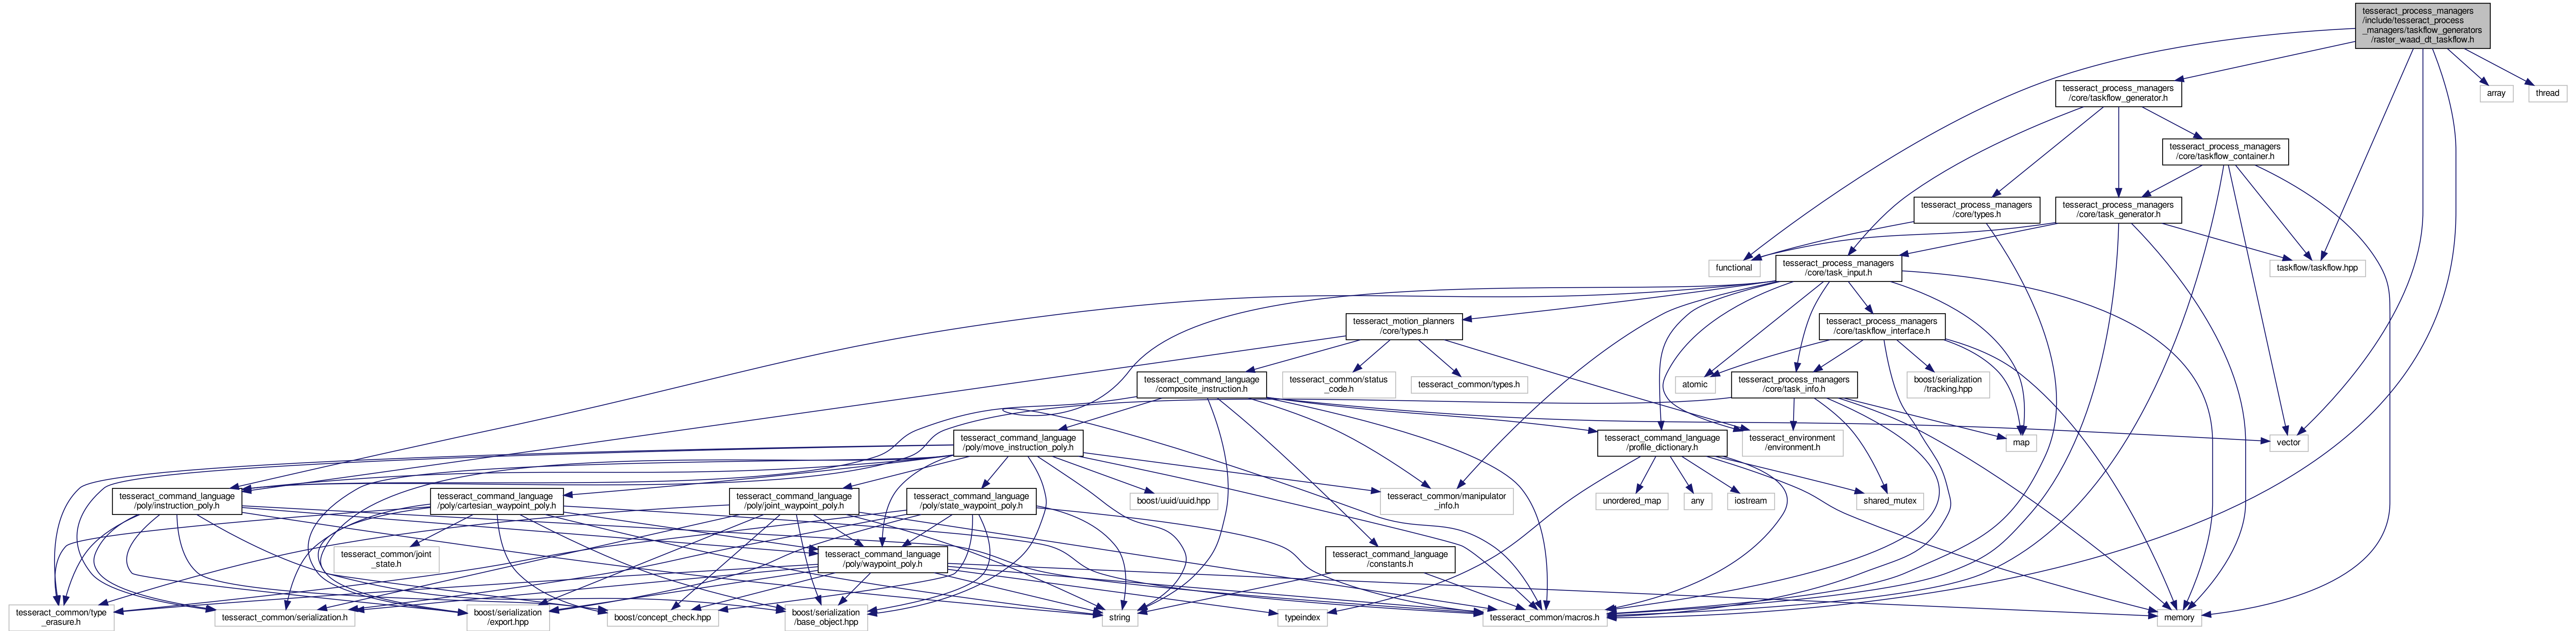 tesseract_process_managers
/include/tesseract_process
_managers/taskflow_generators
/raster_waad_dt_taskflow.h
tesseract_process_managers
/core/taskflow_generator.h
array
thread
tesseract_process_managers
/core/taskflow_container.h
tesseract_process_managers
/core/types.h
tesseract_process_managers
/core/task_generator.h
functional
tesseract_process_managers
/core/task_input.h
taskflow/taskflow.hpp
tesseract_motion_planners
/core/types.h
tesseract_process_managers
/core/taskflow_interface.h
tesseract_command_language
/composite_instruction.h
tesseract_common/status
_code.h
tesseract_common/types.h
atomic
tesseract_process_managers
/core/task_info.h
boost/serialization
/tracking.hpp
tesseract_command_language
/poly/move_instruction_poly.h
tesseract_command_language
/profile_dictionary.h
tesseract_environment
/environment.h
map
vector
tesseract_command_language
/poly/instruction_poly.h
tesseract_command_language
/poly/cartesian_waypoint_poly.h
tesseract_command_language
/poly/joint_waypoint_poly.h
tesseract_command_language
/poly/state_waypoint_poly.h
boost/uuid/uuid.hpp
tesseract_common/manipulator
_info.h
unordered_map
any
iostream
shared_mutex
tesseract_common/joint
_state.h
tesseract_command_language
/poly/waypoint_poly.h
tesseract_command_language
/constants.h
tesseract_common/type
_erasure.h
tesseract_common/serialization.h
boost/serialization
/export.hpp
boost/concept_check.hpp
boost/serialization
/base_object.hpp
string
typeindex
tesseract_common/macros.h
memory